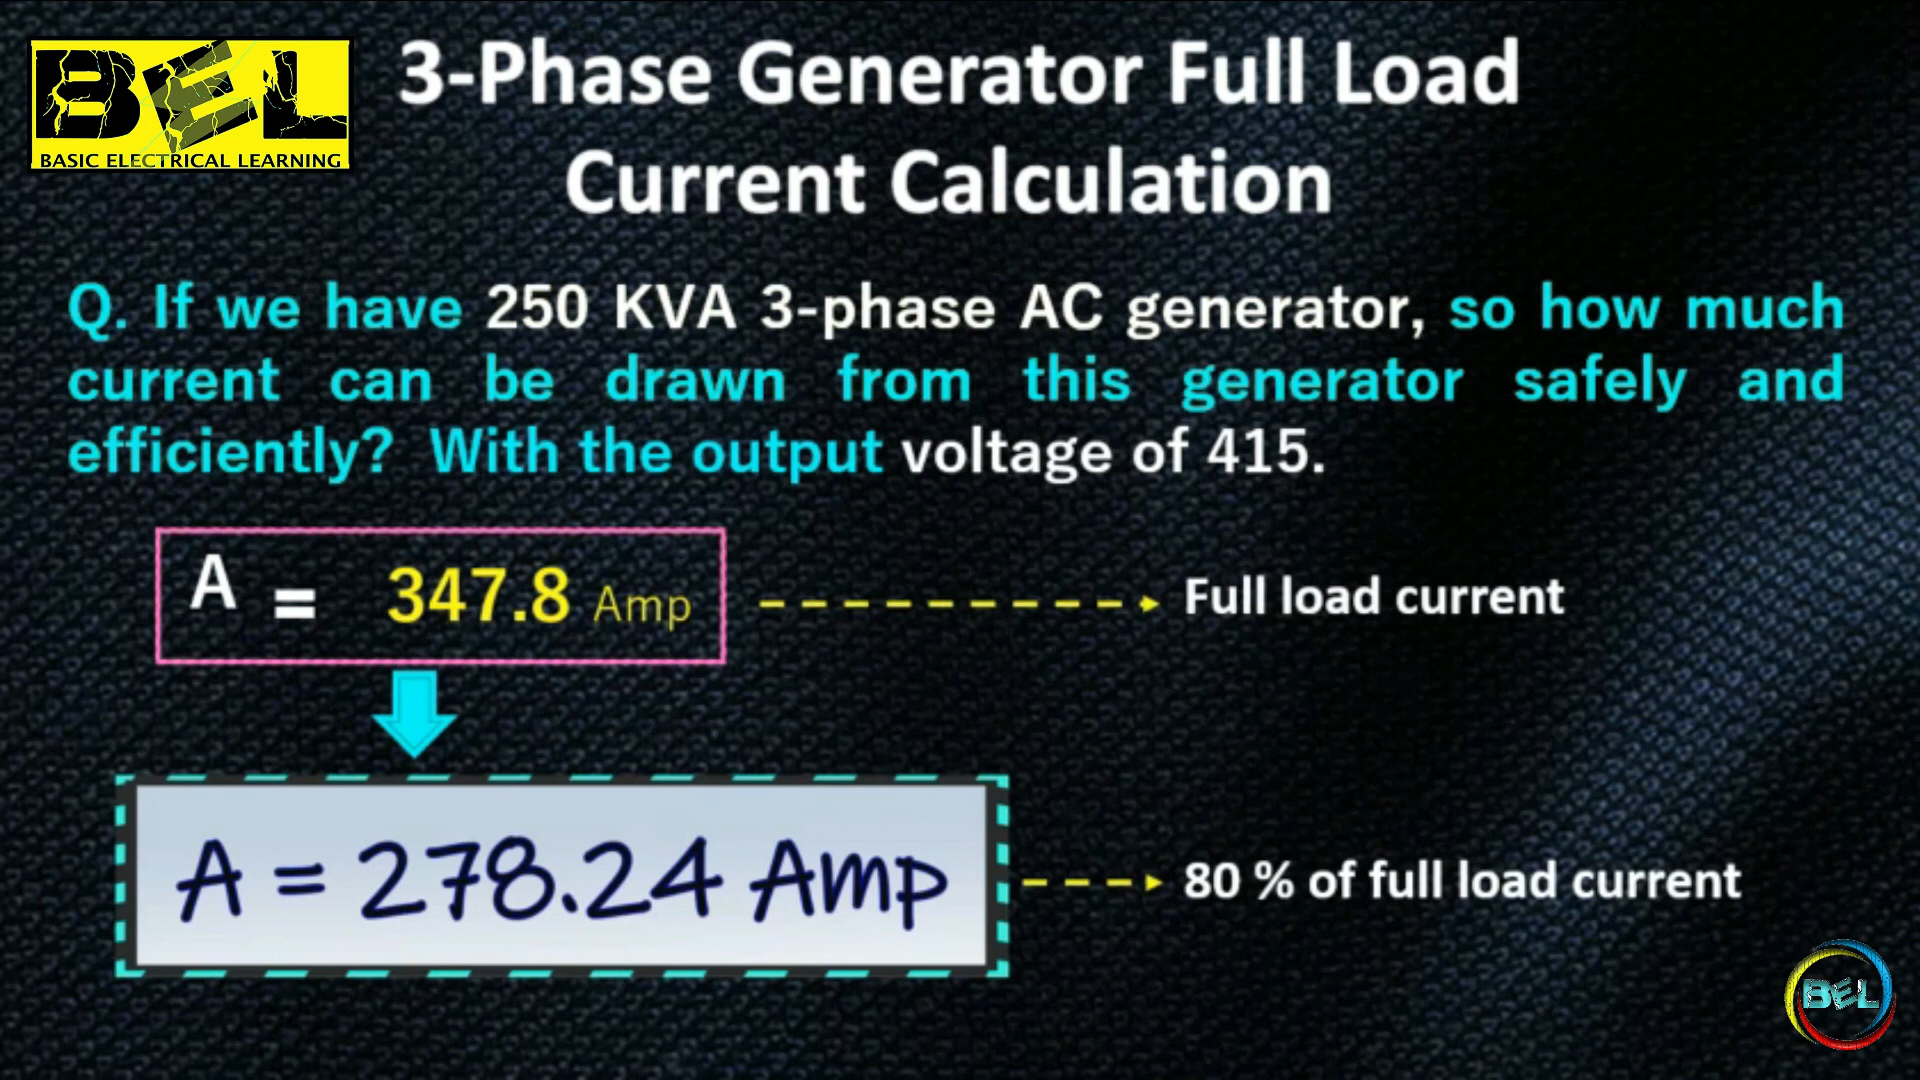 BEL
BASIC ELECTRICAL LEARNING
3-Phase Generator Full Load
Current Calculation
Q. If we have 250 KVA 3-phase AC generator, so how much
current can be drawn from this generator safely and
efficiently? With the output voltage of 415.
A = 347.8 Amp
Full load current
A = 278.24 Amp
80 % of full load current
BEL